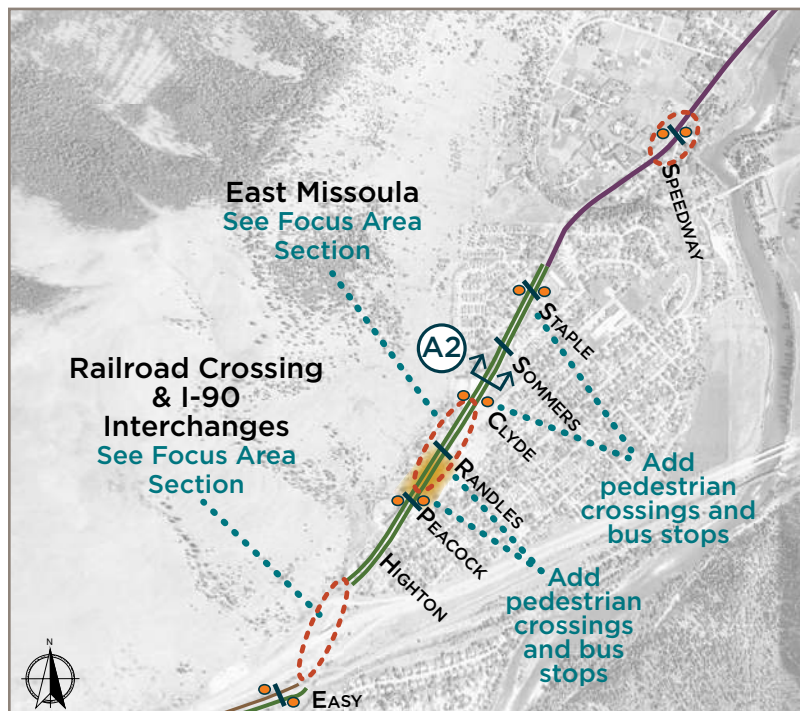 SPEEDWAY
East Missoula
See Focus Area
Section
STAPLE
A2
SOMMERS
Railroad Crossing
& I-90
Interchanges
See Focus Area
Section
CLYDE
RANDLES
Add
pedestrian
crossings and
bus stops
PEACOCK
HIGHTON
Add
pedestrian
crossings
and bus
stops
N
EASY